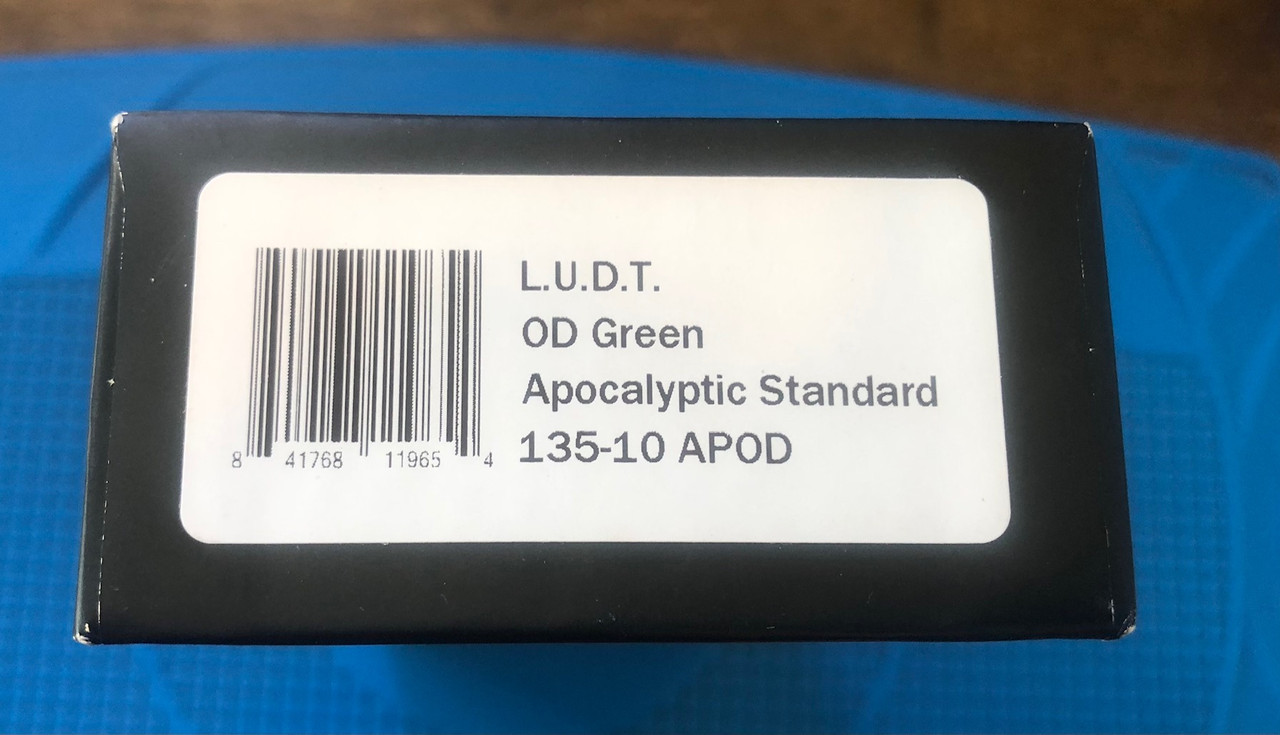 L.U.D.T.
OD Green
Apocalyptic Standard
135-10 APOD
8 41768 11965 4